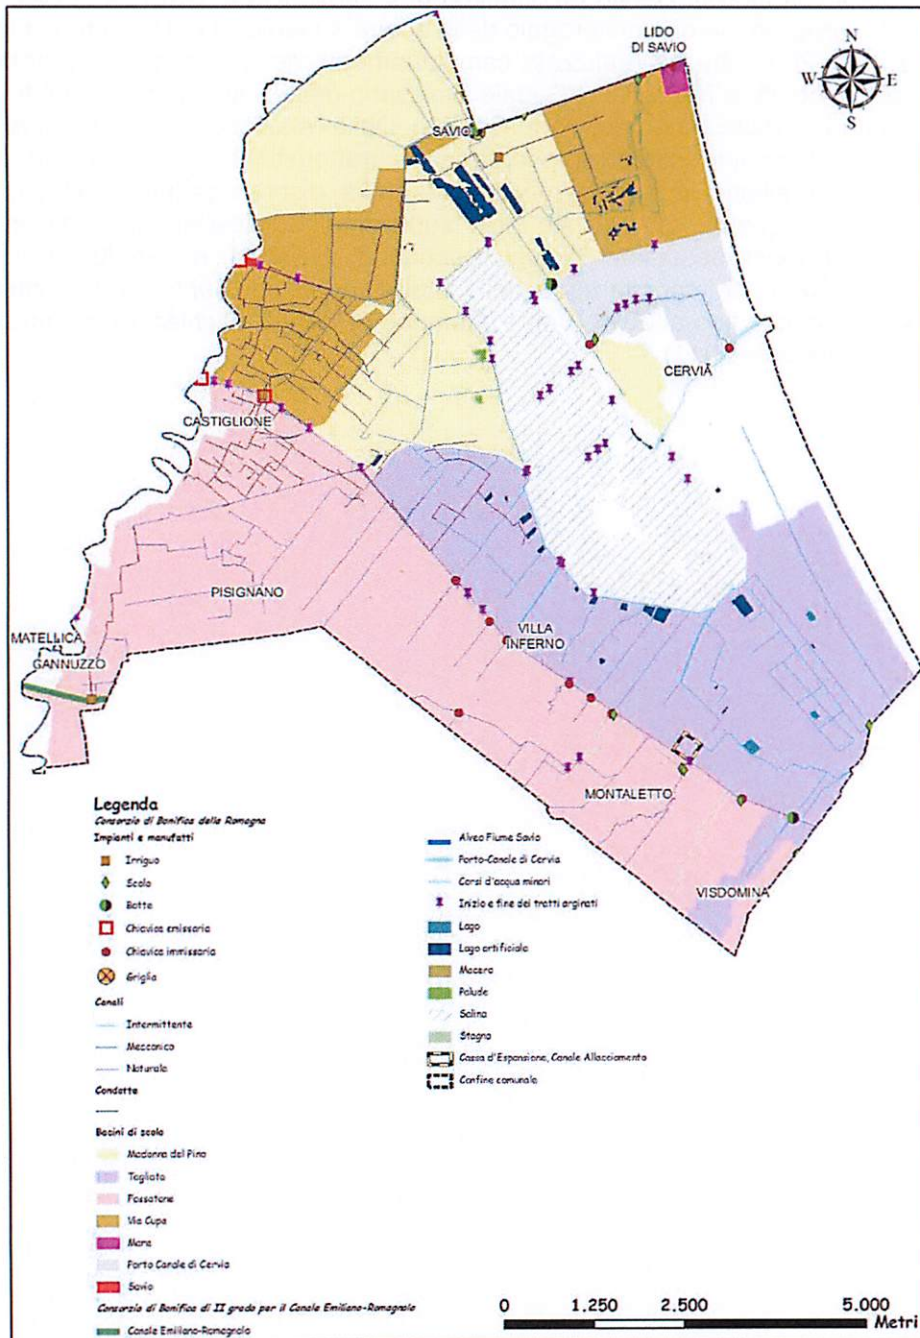 LIDO
DI SAVIO
N
W E
S
SAVIO
CERVIA
CASTIGLIONE
PISIGNANO
MATELLICA
GANNUZZO
VILLA
INFERNO
MONTALETTO
VISDOMINA
Legenda
Consorzio di Bonifica della Romagna
Impianti e manufatti
Irriguo
Scolo
Botte
Chiavica emissaria
Chiavica immissaria
Griglia
Canali
Intermittente
Meccanico
Naturale
Condotte
Bacini di scolo
Madonna del Pino
Tagliata
Fossatone
Via Cupa
Mare
Porto Canale di Cervia
Savio
Consorzio di Bonifica di II grado per il Canale Emiliano-Romagnolo
Canale Emiliano-Romagnolo
Alveo Fiume Savio
Porto-Canale di Cervia
Corsi d'acqua minori
Inizio e fine dei tratti arginati
Lago
Lago artificiale
Macero
Palude
Salina
Stagno
Cassa d'Espansione, Canale Allacciamento
Confine comunale
0 1.250 2.500 5.000
Metri